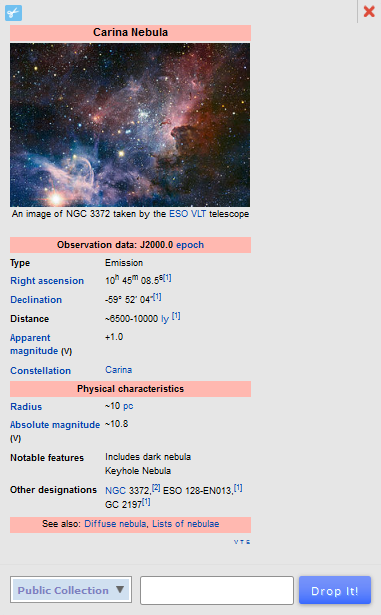 Carina Nebula
An image of NGC 3372 taken by the ESO VLT telescope
Observation data: J2000.0 epoch
Type Emission
Right ascension 10h 45m 08.5s[1]
Declination -59° 52′ 04″[1]
Distance ~6500-10000 ly [1]
Apparent +1.0
magnitude (V)
Constellation Carina
Physical characteristics
Radius ~10 pc
Absolute magnitude ~10.8
(V)
Notable features Includes dark nebula
Keyhole Nebula
Other designations NGC 3372,[2] ESO 128-EN013,[1]
GC 2197[1]
See also: Diffuse nebula, Lists of nebulae
V T E
Public Collection
Drop It!